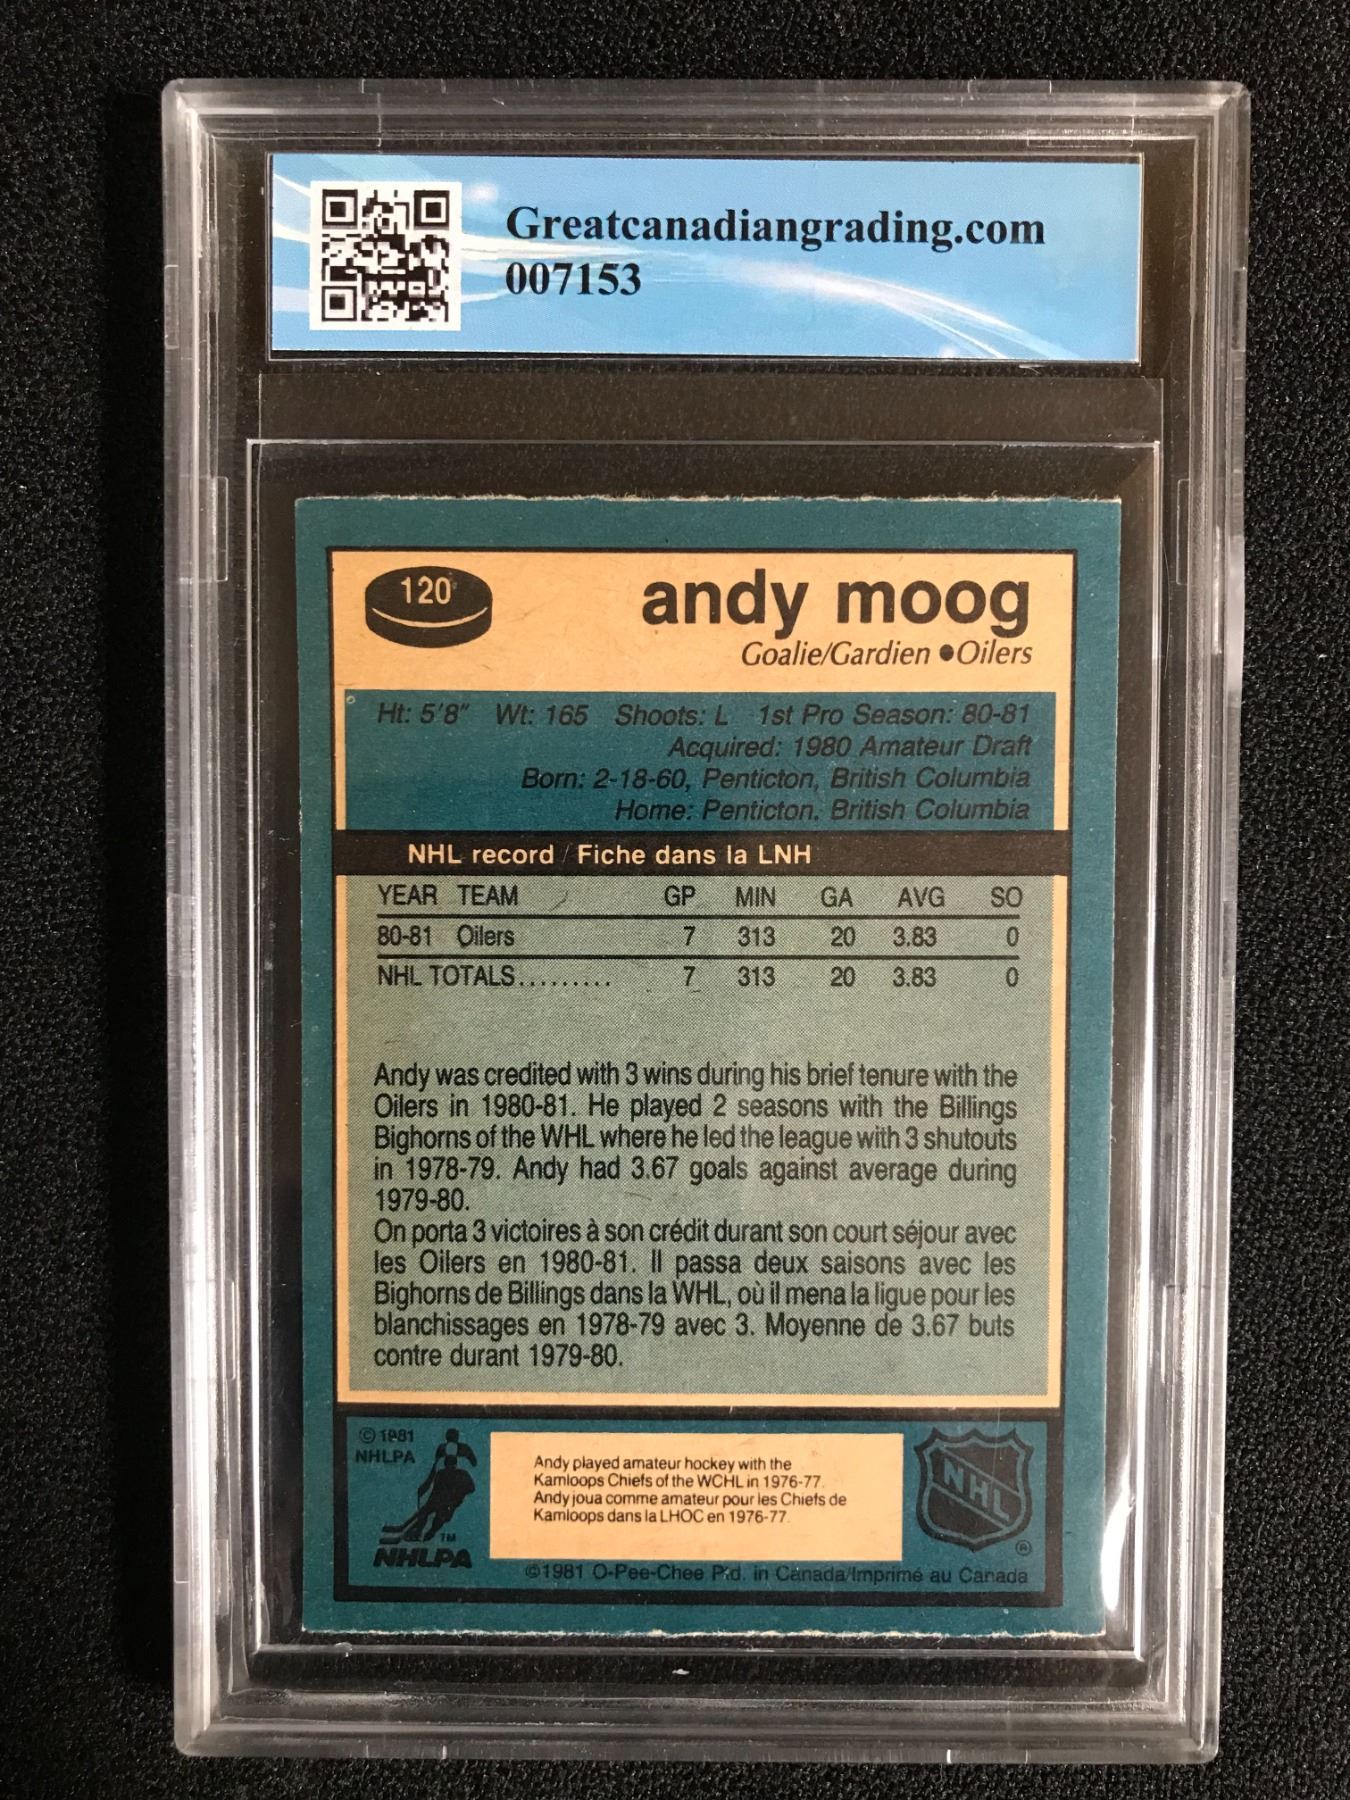 Greatcanadiangrading.com
007153
120
andy moog
Goalie/Gardien ●Oilers
Ht: 5'8" Wt: 165 Shoots: L 1st Pro Season: 80-81
Acquired: 1980 Amateur Draft
Born: 2-18-60, Penticton, British Columbia
Home: Penticton, British Columbia
NHL record / Fiche dans la LNH
YEAR TEAM GP MIN GA AVG SO
80-81 Oilers 7 313 20 3.83 0
NHL TOTALS......... 7 313 20 3.83 0
Andy was credited with 3 wins during his brief tenure with the
Oilers in 1980-81. He played 2 seasons with the Billings
Bighorns of the WHL where he led the league with 3 shutouts
in 1978-79. Andy had 3.67 goals against average during
1979-80.
On porta 3 victoires à son crédit durant son court séjour avec
les Oilers en 1980-81. Il passa deux saisons avec les
Bighorns de Billings dans la WHL, où il mena la ligue pour les
blanchissages en 1978-79 avec 3. Moyenne de 3.67 buts
contre durant 1979-80.
© 1981
NHLPA
TM
NHLPA
Andy played amateur hockey with the
Kamloops Chiefs of the WCHL in 1976-77.
Andy joua comme amateur pour les Chiefs de
Kamloops dans la LHOC en 1976-77.
NHL
®
©1981 O-Pee-Chee Ptd. in Canada/Imprimé au Canada